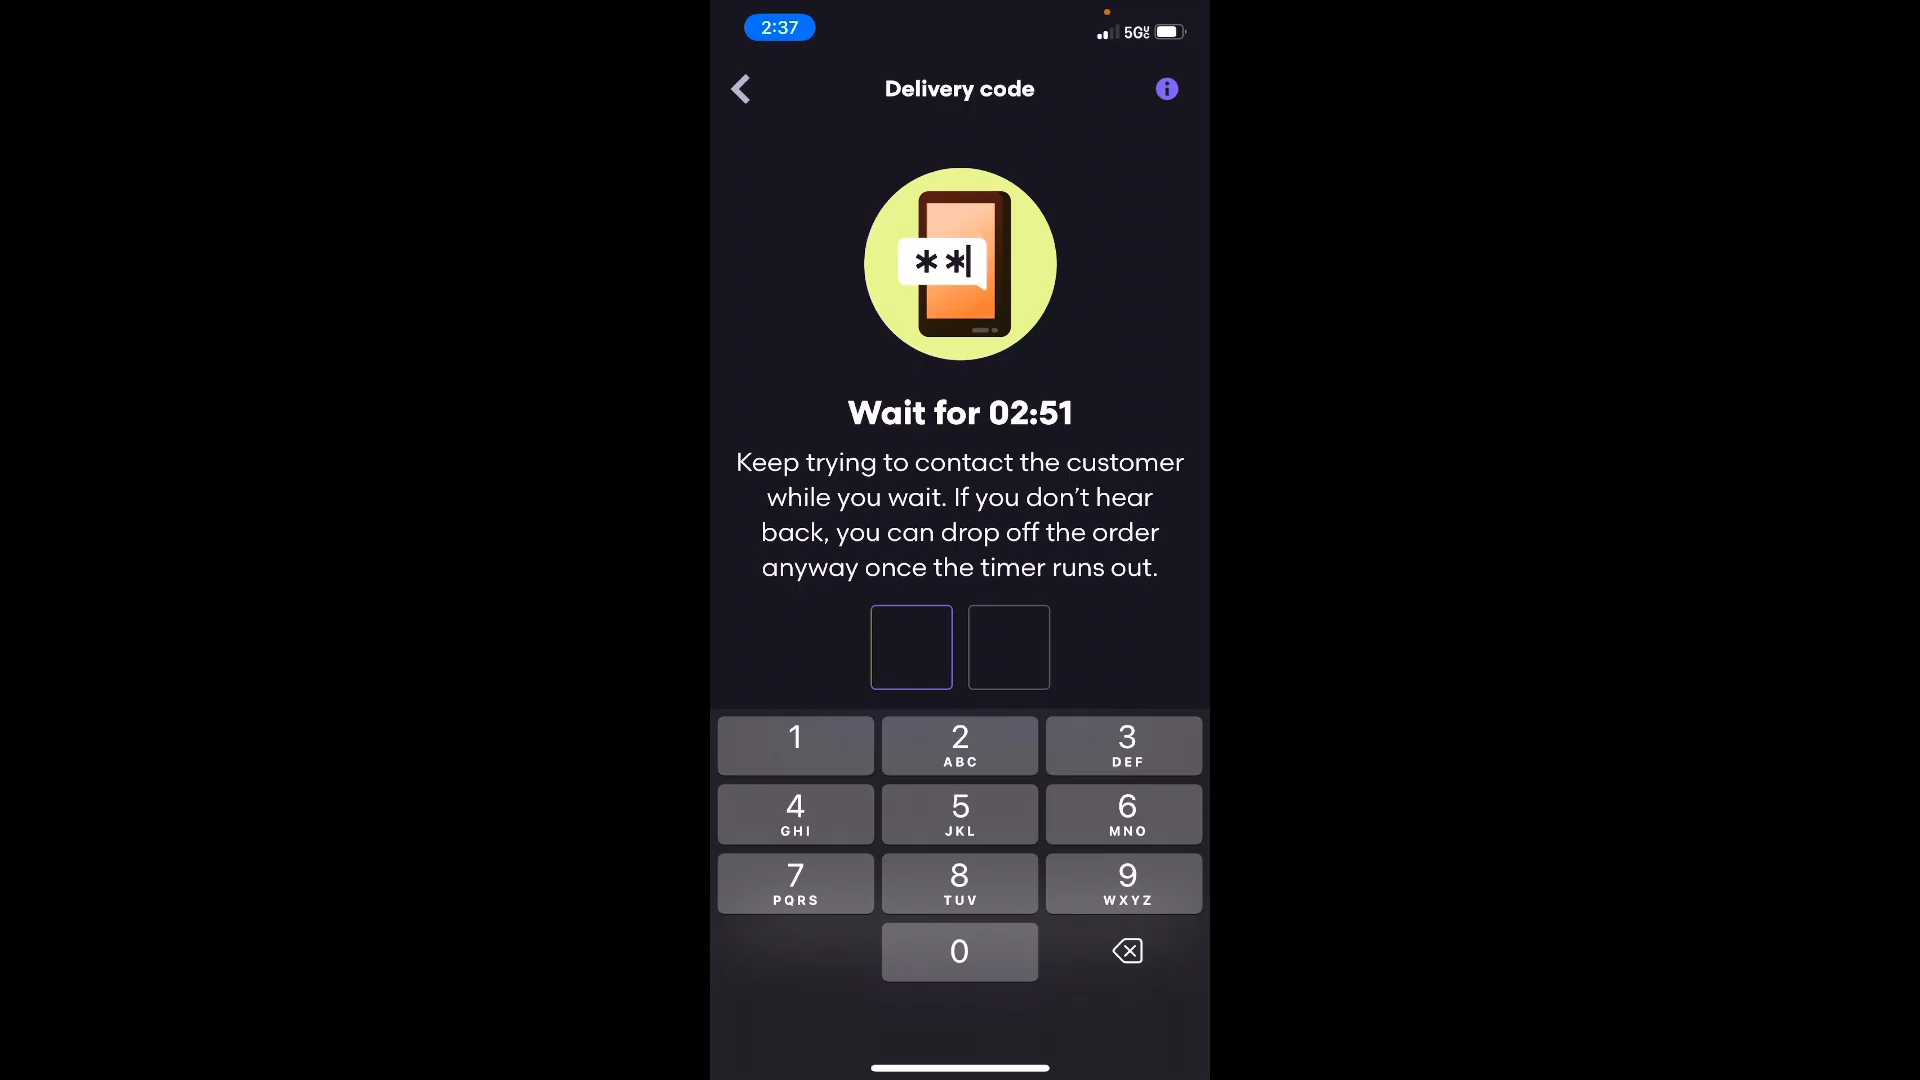 2:37
5G UC
Delivery code
**
Wait for 02:51
Keep trying to contact the customer
while you wait. If you don’t hear
back, you can drop off the order
anyway once the timer runs out.
1
2
3
ABC
DEF
4
5
6
GHI
JKL
MNO
7
8
9
PQRS
TUV
WXYZ
0